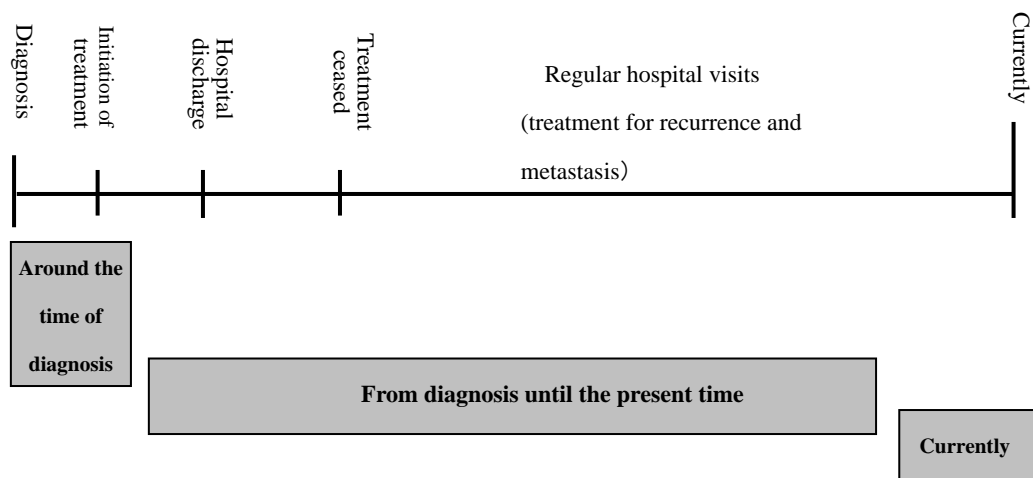 Diagnosis
Initiation of
treatment
Hospital
discharge
Treatment
ceased
Regular hospital visits
(treatment for recurrence and
metastasis）
Currently
Around the
time of
diagnosis
From diagnosis until the present time
Currently